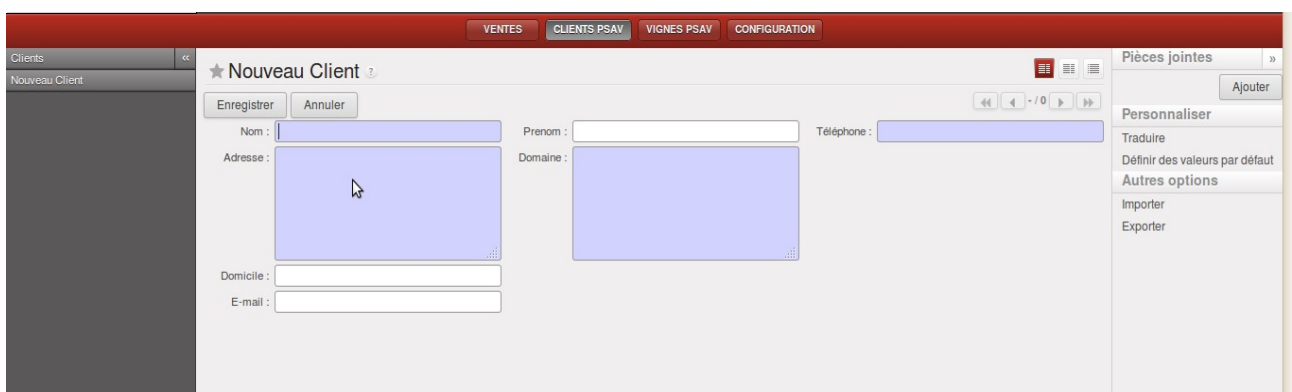 VENTES CLIENTS PSAV VIGNES PSAV CONFIGURATION
Clients «
Nouveau Client
Nouveau Client ?
Enregistrer Annuler
- / 0
Nom : Prenom : Téléphone :
Adresse : Domaine :
Domicile :
E-mail :
Pièces jointes »
Ajouter
Personnaliser
Traduire
Définir des valeurs par défaut
Autres options
Importer
Exporter